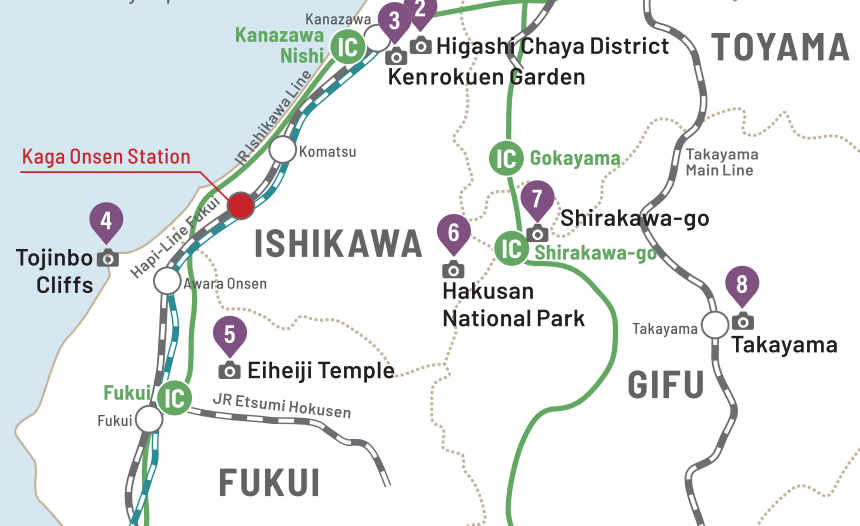 Kanazawa
3
2
Kanazawa
Nishi
IC
Higashi Chaya District
Kenrokuen Garden
TOYAMA
IR Ishikawa Line
Komatsu
IC
Gokayama
Takayama
Main Line
Kaga Onsen Station
7
Shirakawa-go
4
Hapi-Line Fukui
ISHIKAWA
6
IC
Shirakawa-go
Tojinbo
Cliffs
Awara Onsen
Hakusan
National Park
8
Takayama
Takayama
5
Eiheiji Temple
GIFU
Fukui
IC
JR Etsumi Hokusen
Fukui
FUKUI